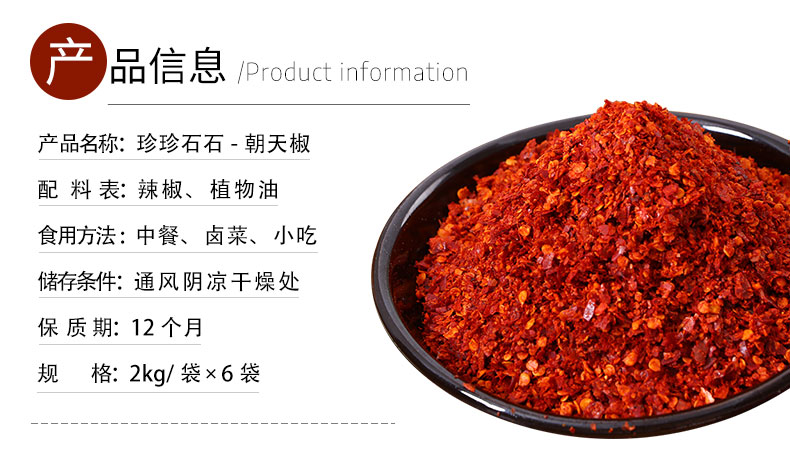 产品信息 /Product information
产品名称: 珍珍石石 - 朝天椒
配 料 表: 辣椒、植物油
食用方法: 中餐、卤菜、小吃
储存条件: 通风阴凉干燥处
保 质 期: 12个月
规 格: 2kg/ 袋×6袋